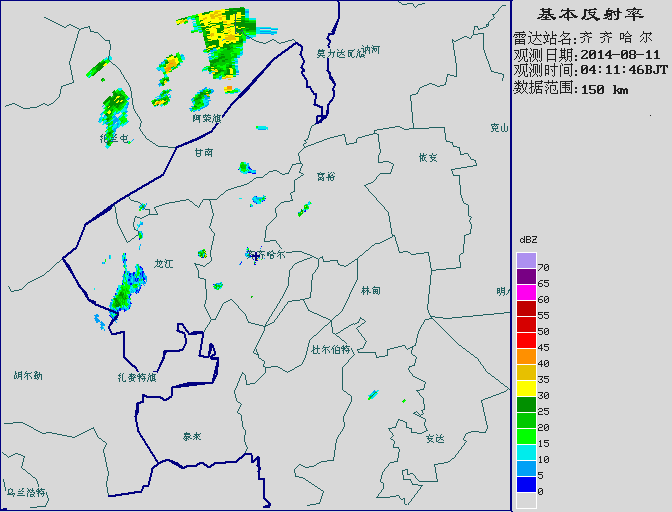 基本反射率
雷达站名:齐齐哈尔
观测日期:2014-08-11
观测时间:04:11:46BJT
数据范围:150 km
莫力达瓦旗
讷河
克山
阿荣旗
扎兰屯
甘南
依安
富裕
齐齐哈尔
龙江
林甸
明水
杜尔伯特
胡尔勒
扎赉特旗
泰来
安达
乌兰浩特
dBZ
70
65
60
55
50
45
40
35
30
25
20
15
10
5
0